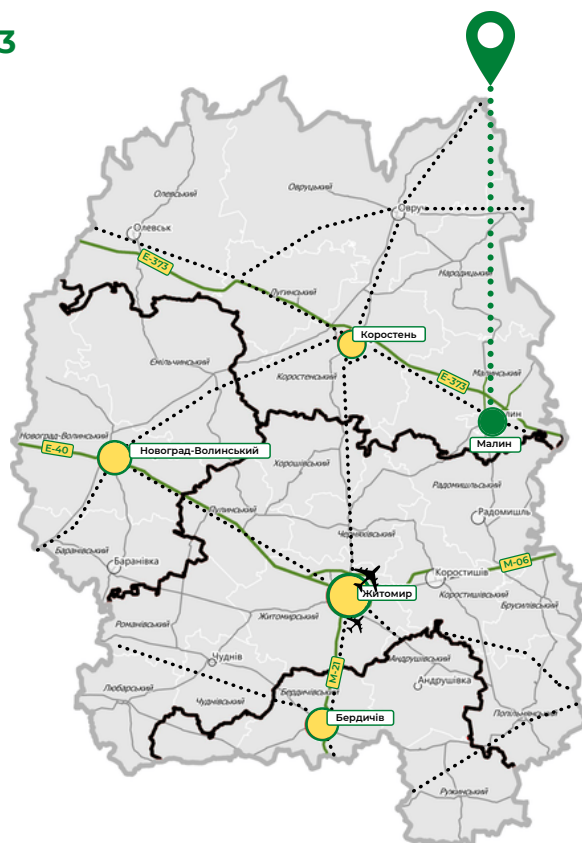 3
Олевський
Овруцький
Овруч
Олевськ
E-373
Народицький
Лугинський
Коростень
Ємільчинський
Коростенський
E-373
Малинський
Новоград-Волинський
E-40
Новоград-Волинський
Малин
Хорошівський
Радомишльський
Пулинський
Радомишль
Черняхівський
Баранівський
Баранівка
M-06
Коростишів
Житомир
Коростишівський
Брусилівський
Романівський
Житомирський
Чуднів
Андрушівський
M-21
Андрушівка
Любарський
Бердичівський
Чуднівський
Попільнянський
Бердичів
Ружинський